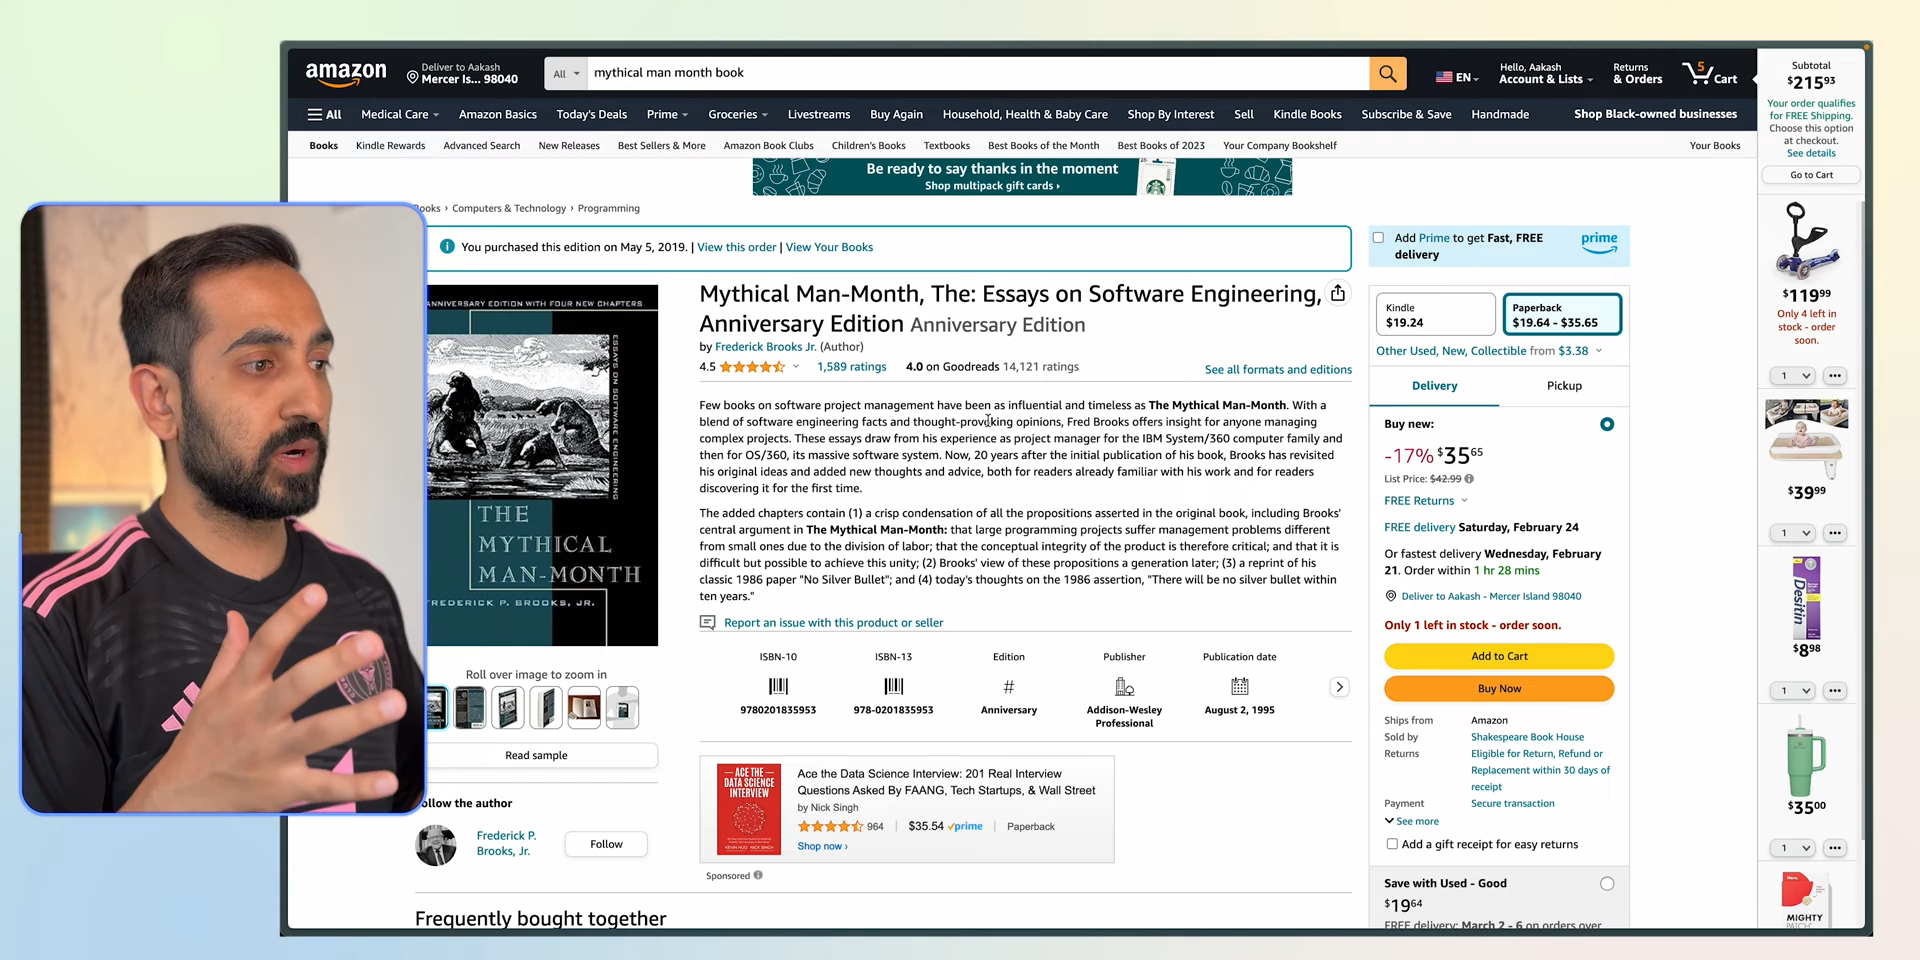 amazon
Deliver to Aakash
Mercer Is... 98040
All
mythical man month book
EN
Hello, Aakash
Account & Lists
Returns
& Orders
5
Cart
All
Medical Care
Amazon Basics
Today's Deals
Prime
Groceries
Livestreams
Buy Again
Household, Health & Baby Care
Shop By Interest
Sell
Kindle Books
Subscribe & Save
Handmade
Shop Black-owned businesses
Books
Kindle Rewards
Advanced Search
New Releases
Best Sellers & More
Amazon Book Clubs
Children's Books
Textbooks
Best Books of the Month
Best Books of 2023
Your Company Bookshelf
Your Books
Be ready to say thanks in the moment
Shop multipack gift cards ›
Books › Computers & Technology › Programming
You purchased this edition on May 5, 2019. | View this order | View Your Books
ANNIVERSARY EDITION WITH FOUR NEW CHAPTERS
ESSAYS ON SOFTWARE ENGINEERING
THE
MYTHICAL
MAN-MONTH
FREDERICK P. BROOKS, JR.
Roll over image to zoom in
Read sample
ollow the author
Frederick P.
Brooks, Jr.
Follow
Mythical Man-Month, The: Essays on Software Engineering,
Anniversary Edition Anniversary Edition
by Frederick Brooks Jr. (Author)
4.5
1,589 ratings
4.0 on Goodreads 14,121 ratings
See all formats and editions
Few books on software project management have been as influential and timeless as The Mythical Man-Month. With a
blend of software engineering facts and thought-provoking opinions, Fred Brooks offers insight for anyone managing
complex projects. These essays draw from his experience as project manager for the IBM System/360 computer family and
then for OS/360, its massive software system. Now, 20 years after the initial publication of his book, Brooks has revisited
his original ideas and added new thoughts and advice, both for readers already familiar with his work and for readers
discovering it for the first time.
The added chapters contain (1) a crisp condensation of all the propositions asserted in the original book, including Brooks'
central argument in The Mythical Man-Month: that large programming projects suffer management problems different
from small ones due to the division of labor; that the conceptual integrity of the product is therefore critical; and that it is
difficult but possible to achieve this unity; (2) Brooks' view of these propositions a generation later; (3) a reprint of his
classic 1986 paper "No Silver Bullet"; and (4) today's thoughts on the 1986 assertion, "There will be no silver bullet within
ten years."
Report an issue with this product or seller
ISBN-10
9780201835953
ISBN-13
978-0201835953
Edition
#
Anniversary
Publisher
Addison-Wesley
Professional
Publication date
August 2, 1995
ACE THE
DATA SCIENCE
INTERVIEW
KEVIN HUO NICK SINGH
Ace the Data Science Interview: 201 Real Interview
Questions Asked By FAANG, Tech Startups, & Wall Street
by Nick Singh
964
$35.54
prime
Paperback
Shop now ›
Sponsored
Frequently bought together
Add Prime to get Fast, FREE
delivery
prime
Kindle
$19.24
Paperback
$19.64 - $35.65
Other Used, New, Collectible from $3.38
Delivery
Pickup
Buy new:
-17% $35 65
List Price: $42.99
FREE Returns
FREE delivery Saturday, February 24
Or fastest delivery Wednesday, February
21. Order within 1 hr 28 mins
Deliver to Aakash - Mercer Island 98040
Only 1 left in stock - order soon.
Add to Cart
Buy Now
Ships from
Amazon
Sold by
Shakespeare Book House
Returns
Eligible for Return, Refund or
Replacement within 30 days of
receipt
Payment
Secure transaction
See more
Add a gift receipt for easy returns
Save with Used - Good
$19 64
FREE delivery: March 2 - 6 on orders over
Subtotal
$215 93
Your order qualifies
for FREE Shipping.
Choose this option
at checkout.
See details
Go to Cart
$119 99
Only 4 left in
stock - order
soon.
1
$39 99
1
Desitin
$8 98
1
$35 00
1
MIGHTY
PATCH